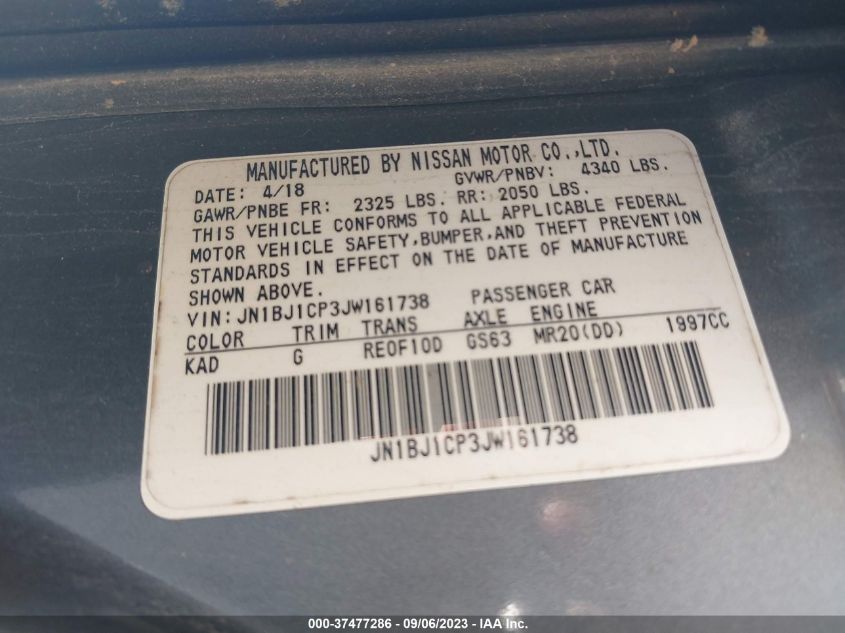 MANUFACTURED BY NISSAN MOTOR CO.,LTD.
DATE: 4/18 GVWR/PNBV: 4340 LBS.
GAWR/PNBE FR: 2325 LBS. RR: 2050 LBS.
THIS VEHICLE CONFORMS TO ALL APPLICABLE FEDERAL
MOTOR VEHICLE SAFETY,BUMPER,AND THEFT PREVENTION
STANDARDS IN EFFECT ON THE DATE OF MANUFACTURE
SHOWN ABOVE.
VIN:JN1BJ1CP3JW161738 PASSENGER CAR
COLOR TRIM TRANS AXLE ENGINE
KAD G RE0F10D GS63 MR20(DD) 1997CC
JN1BJ1CP3JW161738
000-37477286 - 09/06/2023 - IAA Inc.